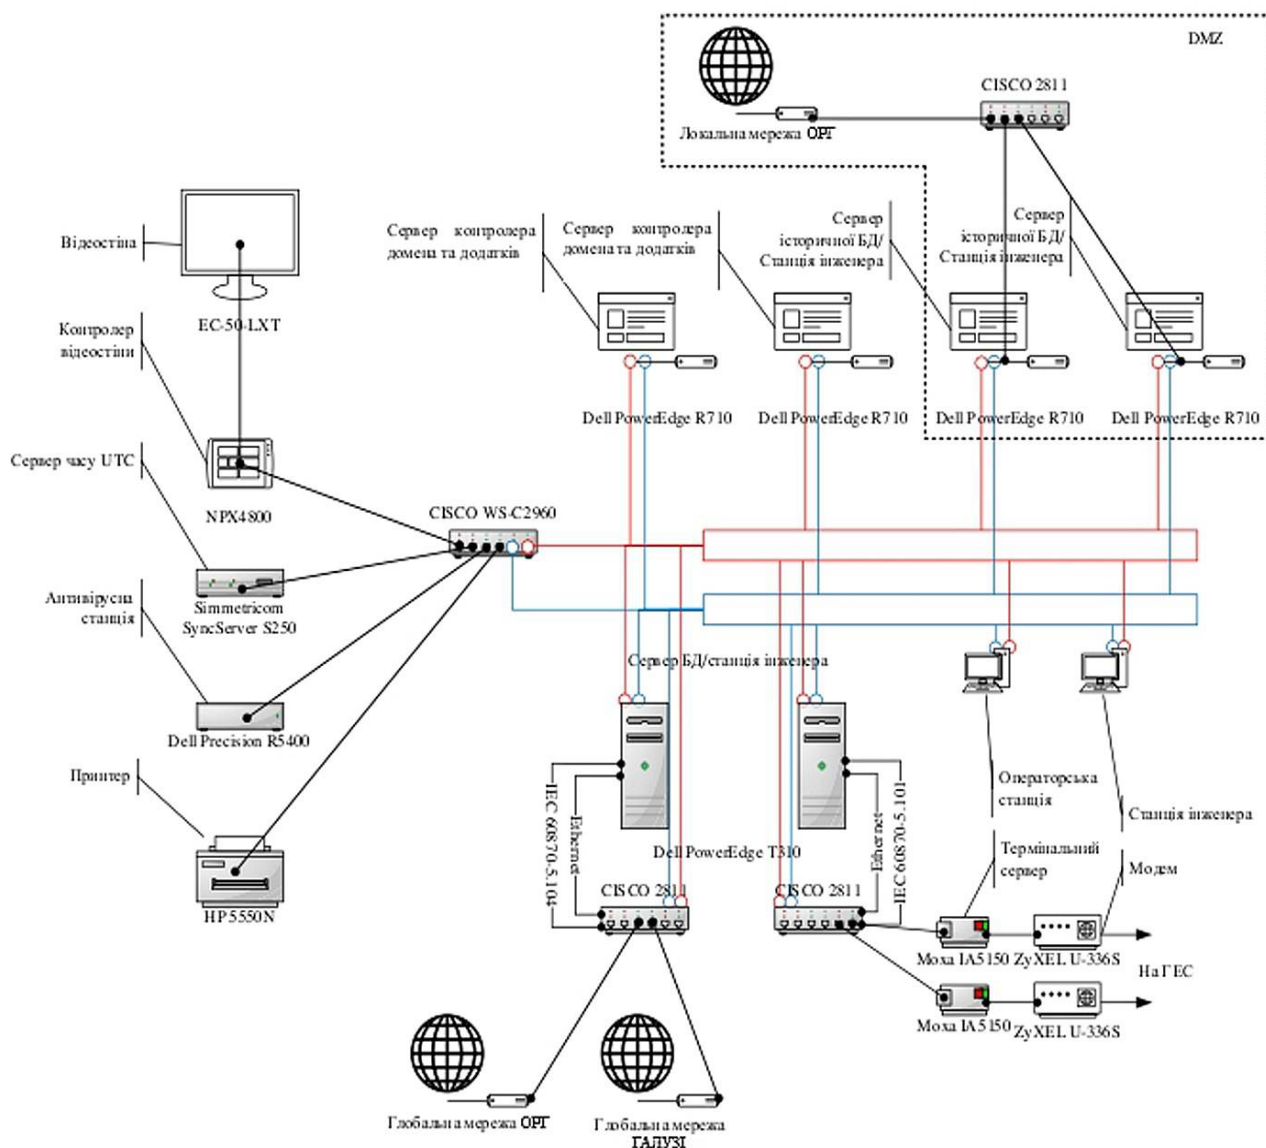 DMZ
CISCO 2811
Локальна мережа ОРГ
Відеостіна
EC-50-LXT
Сервер контролера
домена та додатків
Сервер контролера
домена та додатків
Сервер
історичної БД/
Станція інженера
Сервер
історичної БД/
Станція інженера
Контролер
відеостіни
Dell PowerEdge R710
Dell PowerEdge R710
Dell PowerEdge R710
Dell PowerEdge R710
Сервер часу UTC
NPX4800
CISCO WS-C2960
Антивірусна
станція
Simmetricom
SyncServer S250
Сервер БД/станція інженера
Dell Precision R5400
Принтер
HP 5550N
IEC 60870-5.104
Ethernet
Ethernet
IEC 60870-5.101
Dell PowerEdge T310
Операторська
станція
Станція інженера
Термінальний
сервер
Модем
CISCO 2811
CISCO 2811
Moxa IA5150
ZyXEL U-336S
На ГЕС
Moxa IA5150
ZyXEL U-336S
Глобальна мережа ОРГ
Глобальна мережа
ГАЛУЗІ